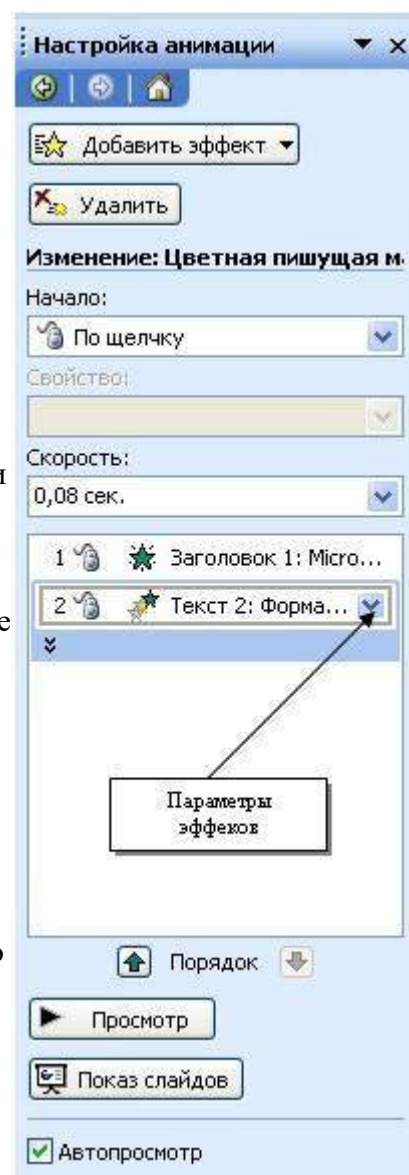 Настройка анимации
Добавить эффект
Удалить
Изменение: Цветная пишущая м
Начало:
По щелчку
Свойство:
Скорость:
и
0,08 сек.
1 Заголовок 1: Micro...
2 Текст 2: Форма...
е
Параметры
эффеков
о
Порядок
Просмотр
Показ слайдов
Автопросмотр